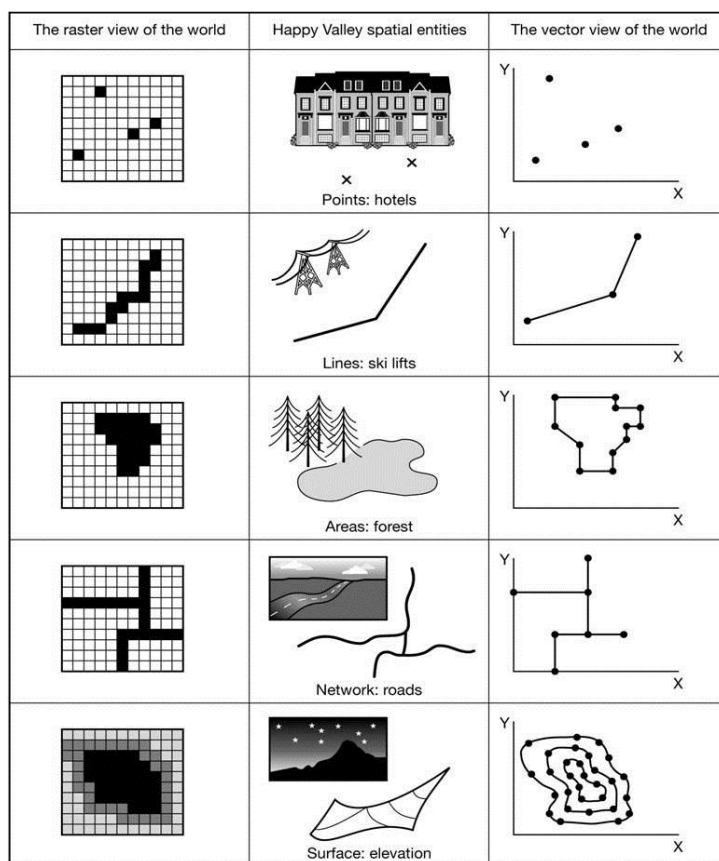 The raster view of the world
Happy Valley spatial entities
The vector view of the world
Points: hotels
Y
X
Lines: ski lifts
Y
X
Areas: forest
Y
X
Network: roads
Y
X
Surface: elevation
Y
X